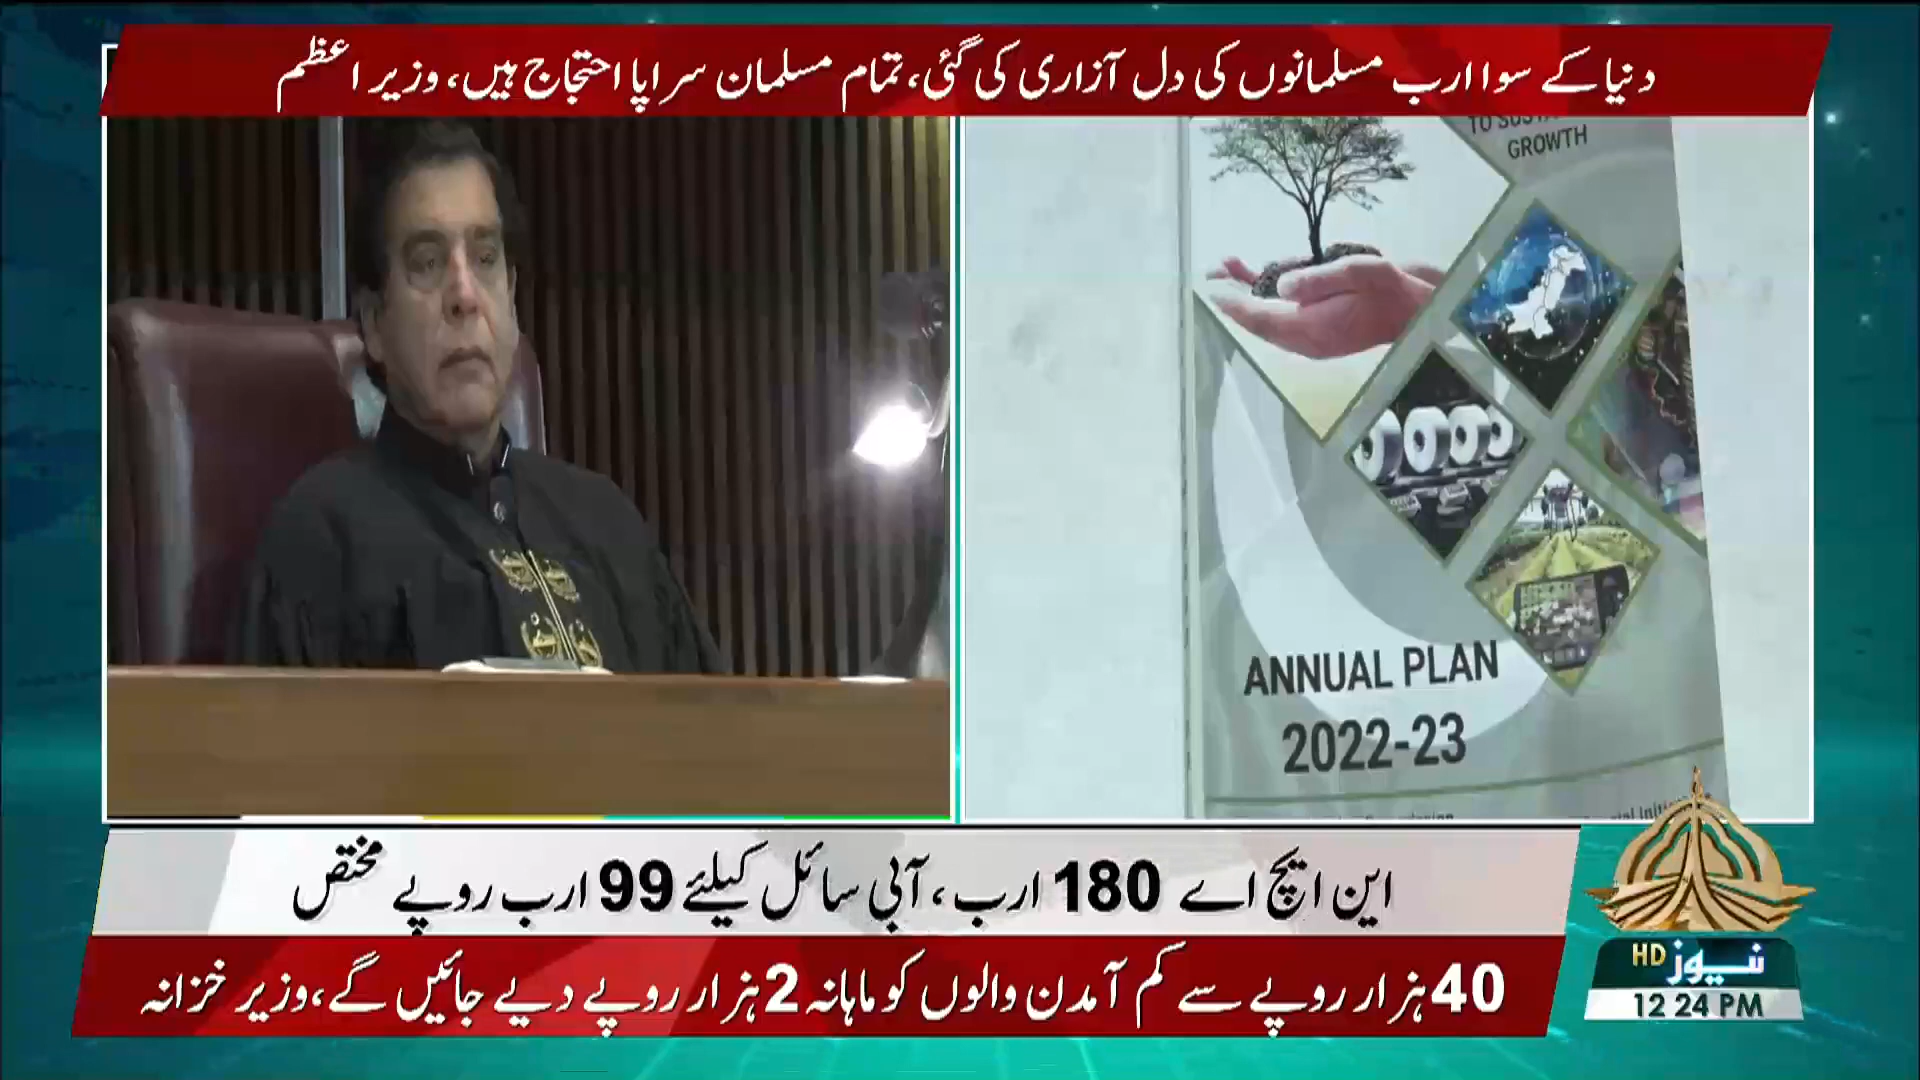 دنیا کے سوا ارب مسلمانوں کی دل آزاری کی گئی، تمام مسلمان سراپا احتجاج ہیں، وزیر اعظم
GROWTH
ANNUAL PLAN
2022-23
این ایچ اے 180 ارب، آبی سائل کیلئے 99 ارب روپے مختص
40 ہزار روپے سے کم آمدن والوں کو ماہانہ 2 ہزار روپے دیے جائیں گے، وزیر خزانہ
نیوز HD
12 24 PM